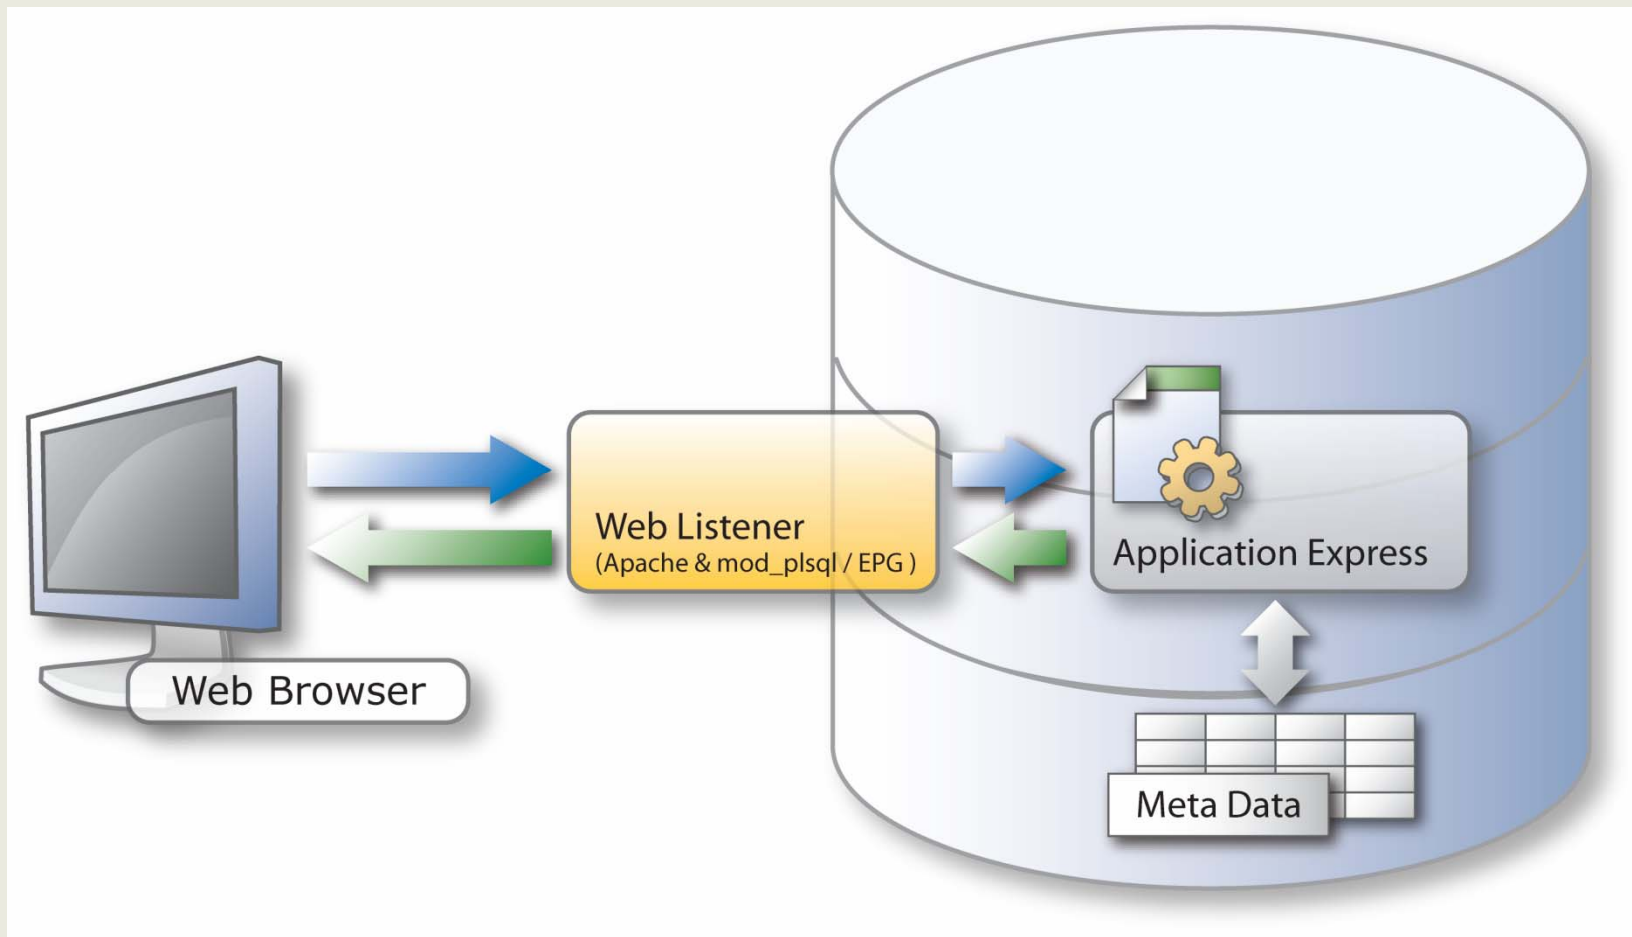 Web Listener
(Apache & mod_plsql / EPG )
Application Express
Web Browser
Meta Data